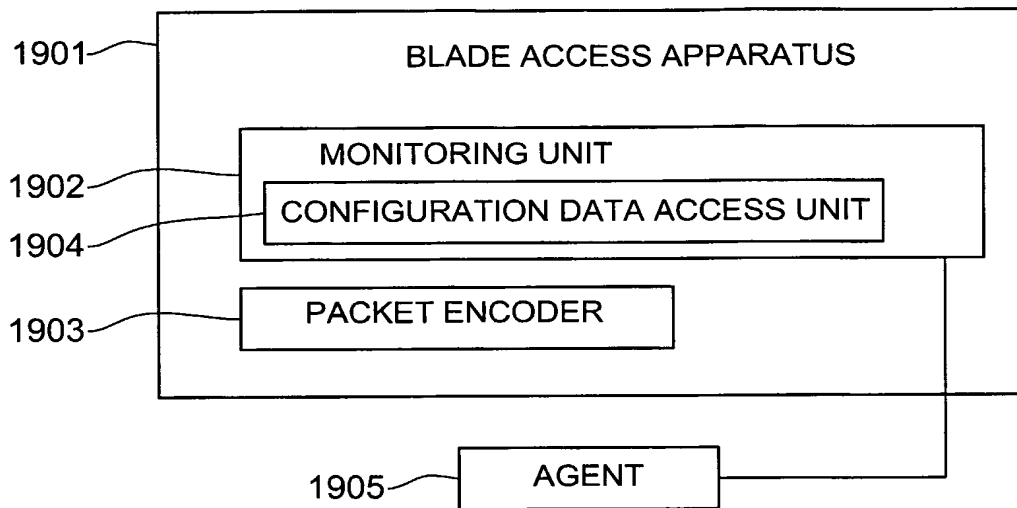 1901
BLADE ACCESS APPARATUS
MONITORING UNIT
1902
CONFIGURATION DATA ACCESS UNIT
1904
PACKET ENCODER
1903
AGENT
1905